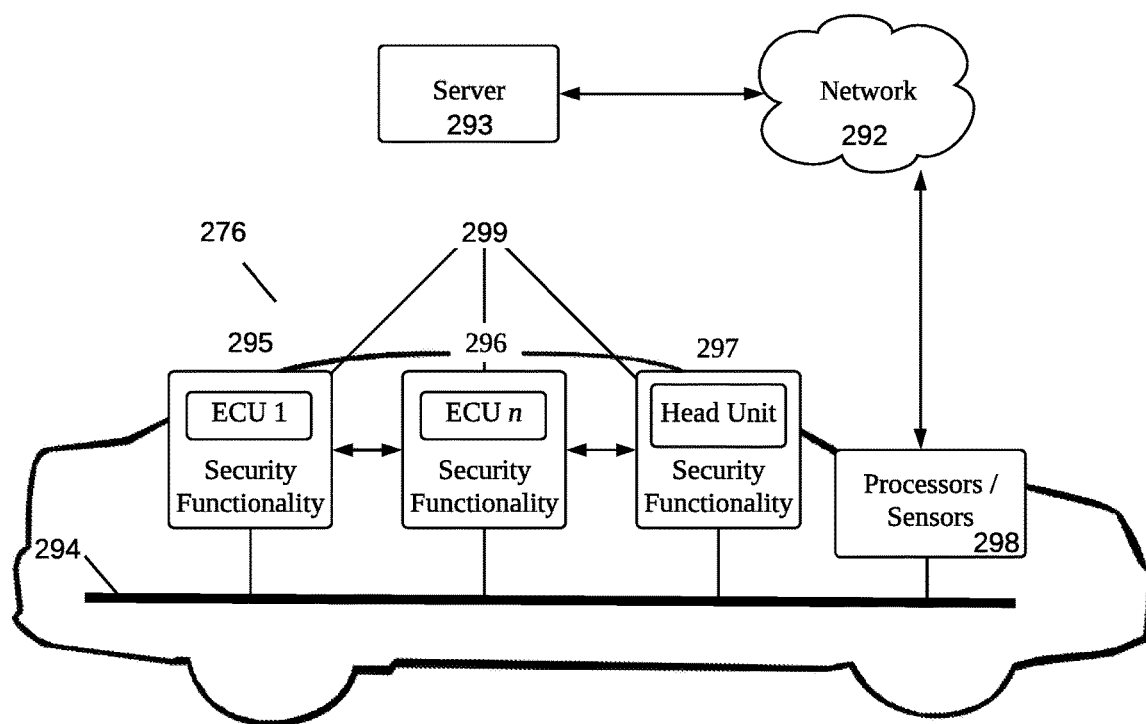 Server
293
Network
292
276
299
295
296
297
ECU 1
Security
Functionality
ECU n
Security
Functionality
Head Unit
Security
Functionality
Processors /
Sensors
298
294